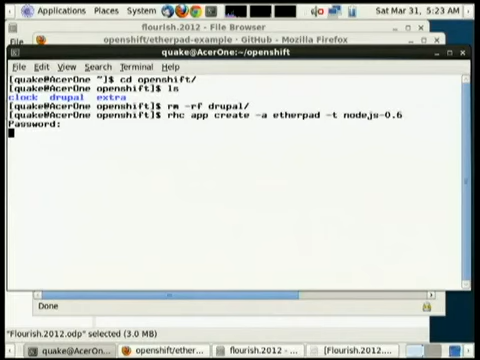 Applications Places System
Sat Mar 31, 5:23 AM
flourish.2012 - File Browser
File
openshift/etherpad-example · GitHub - Mozilla Firefox
quake@AcerOne:~/openshift
File Edit View Search Terminal Help
[quake@AcerOne ~]$ cd openshift/
[quake@AcerOne openshift]$ ls
clock drupal extra
[quake@AcerOne openshift]$ rm -rf drupal/
[quake@AcerOne openshift]$ rhc app create -a etherpad -t nodejs-0.6
Password:
Done
"Flourish.2012.odp" selected (3.0 MB)
quake@AcerOn... openshift/ether... flourish.2012 - ... [Flourish.2012....